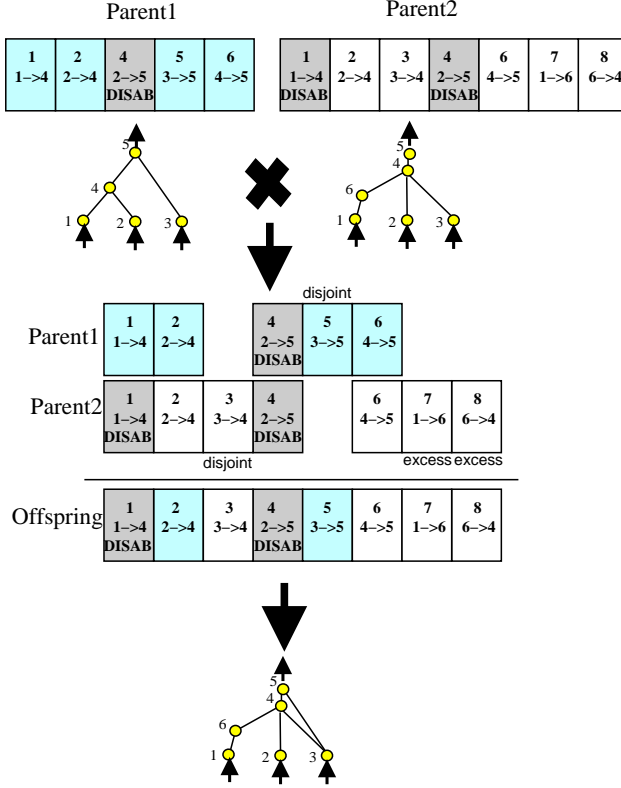 Parent1 Parent2
1 2 4 5 6 1 2 3 4 6 7 8
1->4 2->4 2->5 3->5 4->5 1->4 2->4 3->4 2->5 4->5 1->6 6->4
DISAB DISAB DISAB
5
4
1 2 3
5
4
6
1 2 3
disjoint
Parent1
1 2 4 5 6
1->4 2->4 2->5 3->5 4->5
DISAB
Parent2
1 2 3 4 6 7 8
1->4 2->4 3->4 2->5 4->5 1->6 6->4
DISAB DISAB
disjoint excess excess
Offspring
1 2 3 4 5 6 7 8
1->4 2->4 3->4 2->5 3->5 4->5 1->6 6->4
DISAB DISAB
5
4
6
1 2 3